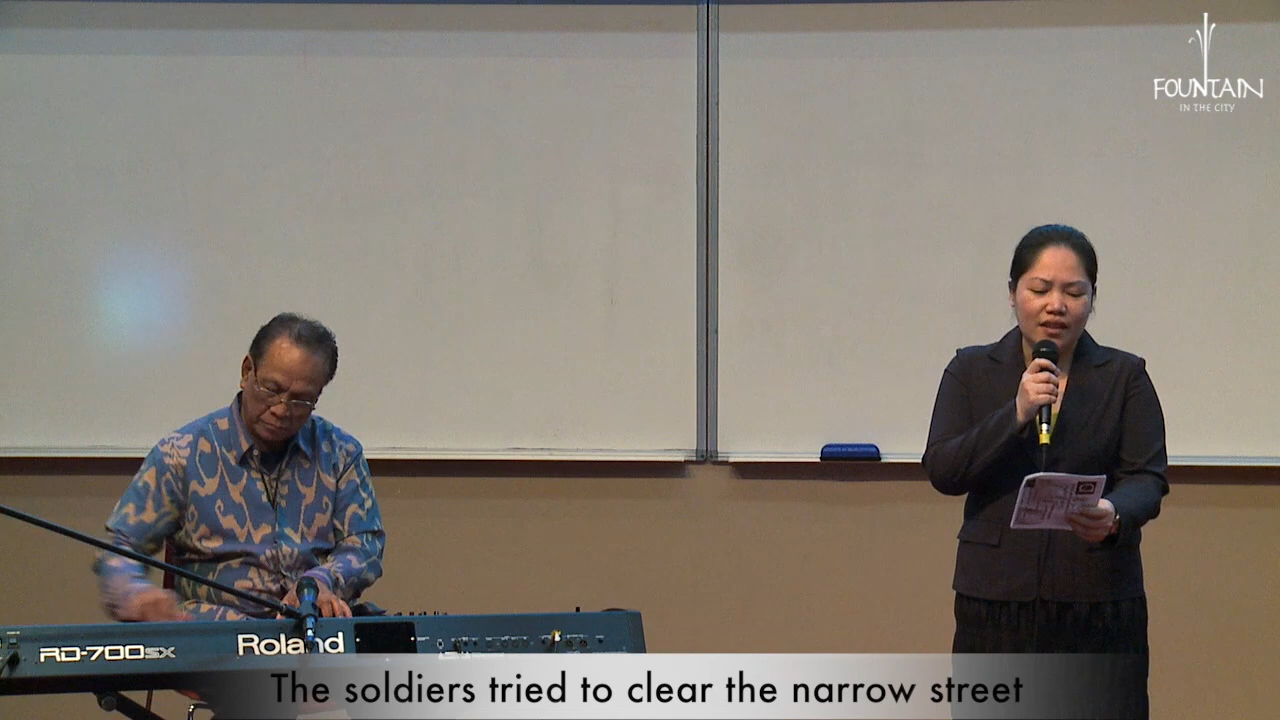 FOUNTAIN
IN THE CITY
RD-700SX
Roland
The soldiers tried to clear the narrow street